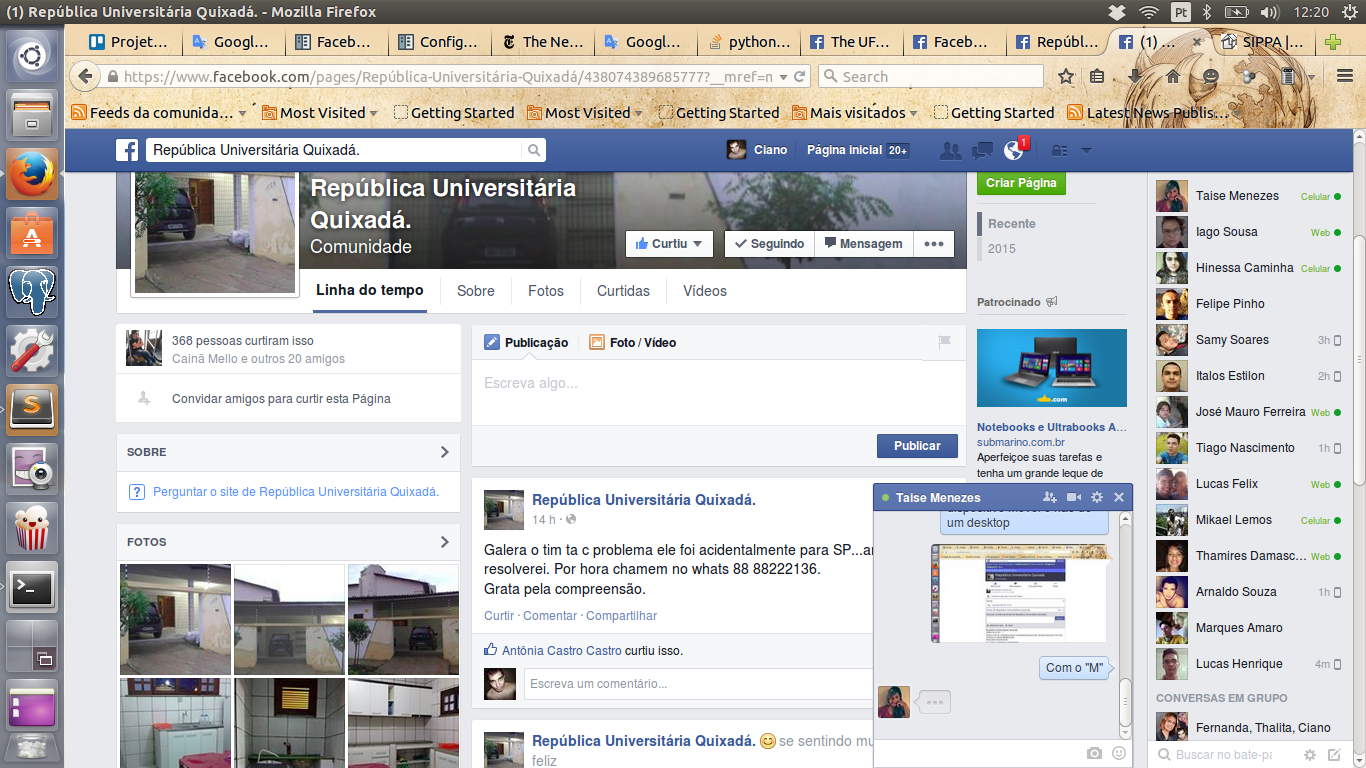 (1) República Universitária Quixadá. - Mozilla Firefox
Pt
12:20
Projet…
Googl…
Faceb…
Config…
The Ne…
Googl…
python…
The UF…
Faceb…
Repúbl…
(1) …
SIPPA |…
https://www.facebook.com/pages/República-Universitária-Quixadá/438074389685777?__mref=m
Search
Feeds da comunida…
Most Visited
Getting Started
Most Visited
Getting Started
Mais visitados
Getting Started
Latest News Publis…
República Universitária Quixadá.
Ciano
Página inicial 20+
1
República Universitária
Quixadá.
Comunidade
Curtiu
Seguindo
Mensagem
Linha do tempo
Sobre
Fotos
Curtidas
Vídeos
368 pessoas curtiram isso
Cainã Mello e outros 20 amigos
Convidar amigos para curtir esta Página
SOBRE
Perguntar o site de República Universitária Quixadá.
FOTOS
Publicação
Foto / Vídeo
Escreva algo...
Publicar
República Universitária Quixadá.
14 h ·
Galera o tim ta c problema ele foi acidentalmente para SP...
resolverei. Por hora chamem no whats 88 88222136.
Grata pela compreensão.
Curtir · Comentar · Compartilhar
Antônia Castro Castro curtiu isso.
Escreva um comentário...
República Universitária Quixadá. se sentindo
feliz
Criar Página
Recente
2015
Patrocinado
.com
Notebooks e Ultrabooks A…
submarino.com.br
Aperfeiçoe suas tarefas e
tenha um grande leque de
Taise Menezes
um desktop
Com o "M"
Taise Menezes Celular
Iago Sousa Web
Hinessa Caminha Celular
Felipe Pinho
Samy Soares 3h
Italos Estilon 2h
José Mauro Ferreira Web
Tiago Nascimento 1h
Lucas Felix Web
Mikael Lemos Celular
Thamires Damasc… Web
Arnaldo Souza 1h
Marques Amaro
Lucas Henrique 4m
CONVERSAS EM GRUPO
Fernanda, Thalita, Ciano
Buscar no bate-pa